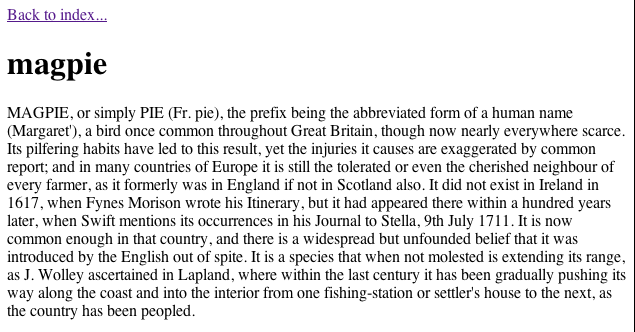 Back to index...
magpie
MAGPIE, or simply PIE (Fr. pie), the prefix being the abbreviated form of a human name
(Margaret'), a bird once common throughout Great Britain, though now nearly everywhere scarce.
Its pilfering habits have led to this result, yet the injuries it causes are exaggerated by common
report; and in many countries of Europe it is still the tolerated or even the cherished neighbour of
every farmer, as it formerly was in England if not in Scotland also. It did not exist in Ireland in
1617, when Fynes Morison wrote his Itinerary, but it had appeared there within a hundred years
later, when Swift mentions its occurrences in his Journal to Stella, 9th July 1711. It is now
common enough in that country, and there is a widespread but unfounded belief that it was
introduced by the English out of spite. It is a species that when not molested is extending its range,
as J. Wolley ascertained in Lapland, where within the last century it has been gradually pushing its
way along the coast and into the interior from one fishing-station or settler's house to the next, as
the country has been peopled.